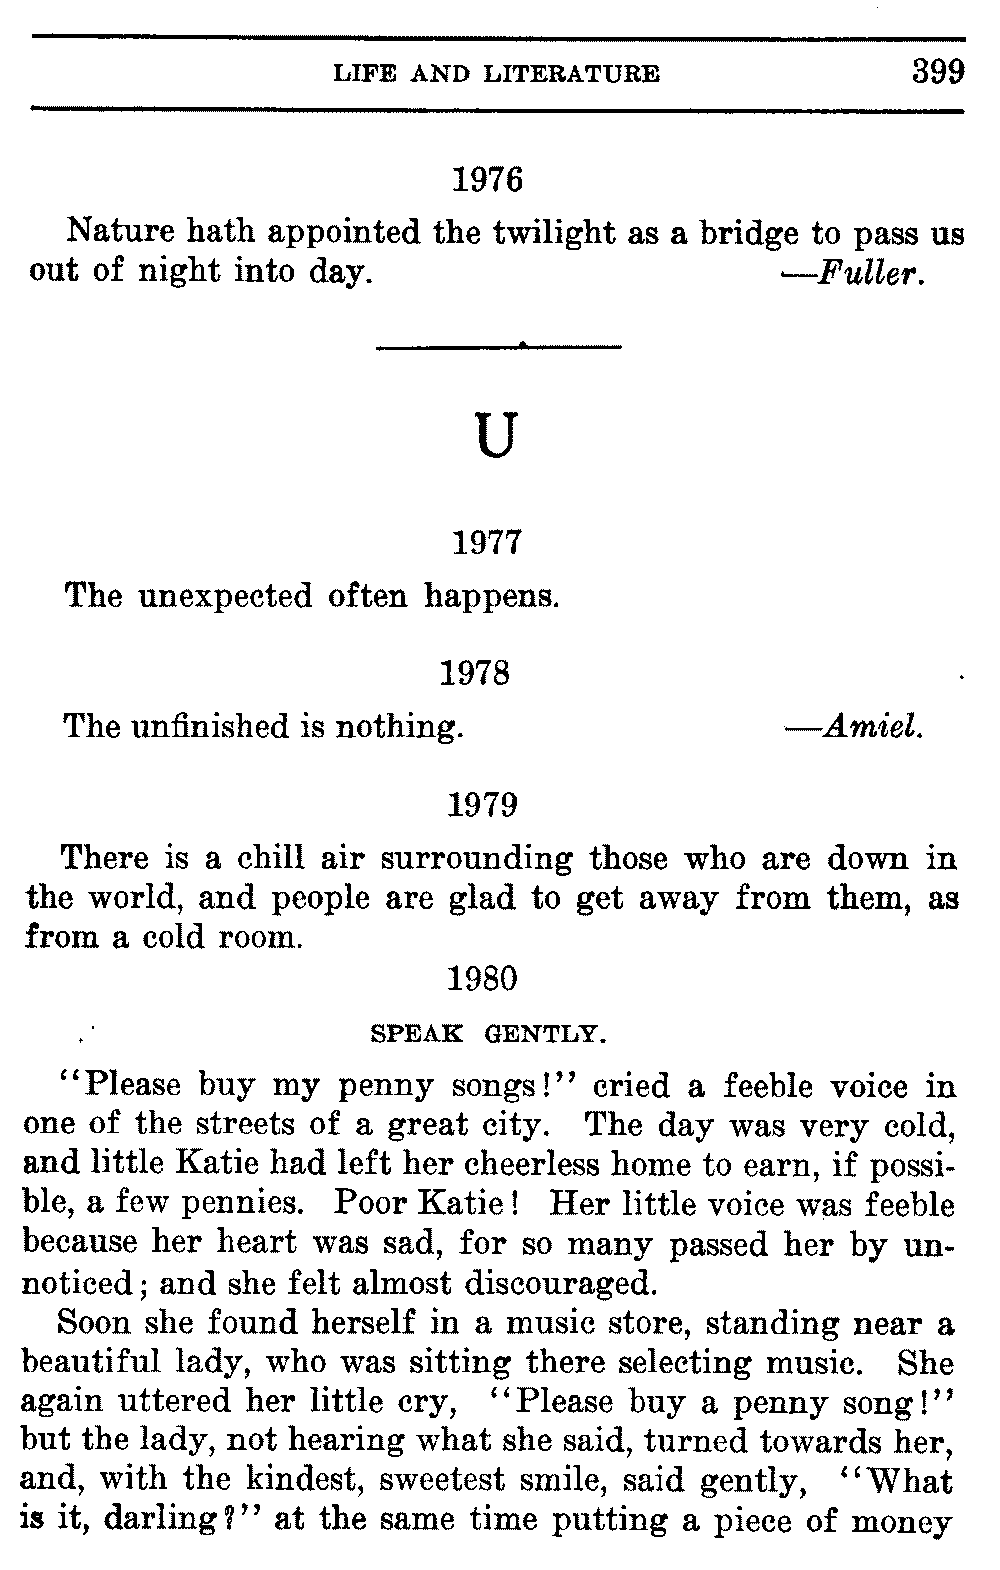 LIFE AND LITERATURE 399
1976
Nature hath appointed the twilight as a bridge to pass us
out of night into day. —Fuller.
U
1977
The unexpected often happens.
1978
The unfinished is nothing. —Amiel.
1979
There is a chill air surrounding those who are down in
the world, and people are glad to get away from them, as
from a cold room.
1980
SPEAK GENTLY.
"Please buy my penny songs!" cried a feeble voice in
one of the streets of a great city. The day was very cold,
and little Katie had left her cheerless home to earn, if possi-
ble, a few pennies. Poor Katie! Her little voice was feeble
because her heart was sad, for so many passed her by un-
noticed; and she felt almost discouraged.
Soon she found herself in a music store, standing near a
beautiful lady, who was sitting there selecting music. She
again uttered her little cry, "Please buy a penny song!"
but the lady, not hearing what she said, turned towards her,
and, with the kindest, sweetest smile, said gently, "What
is it, darling?" at the same time putting a piece of money